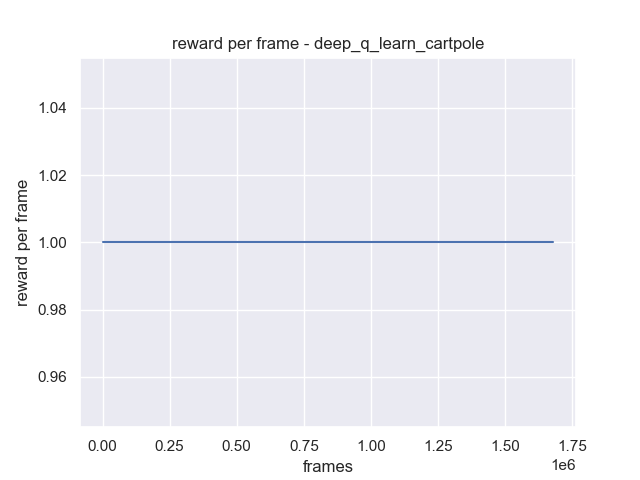 reward per frame - deep_q_learn_cartpole
1.04
1.02
1.00
0.98
0.96
reward per frame
0.00 0.25 0.50 0.75 1.00 1.25 1.50 1.75
1e6
frames